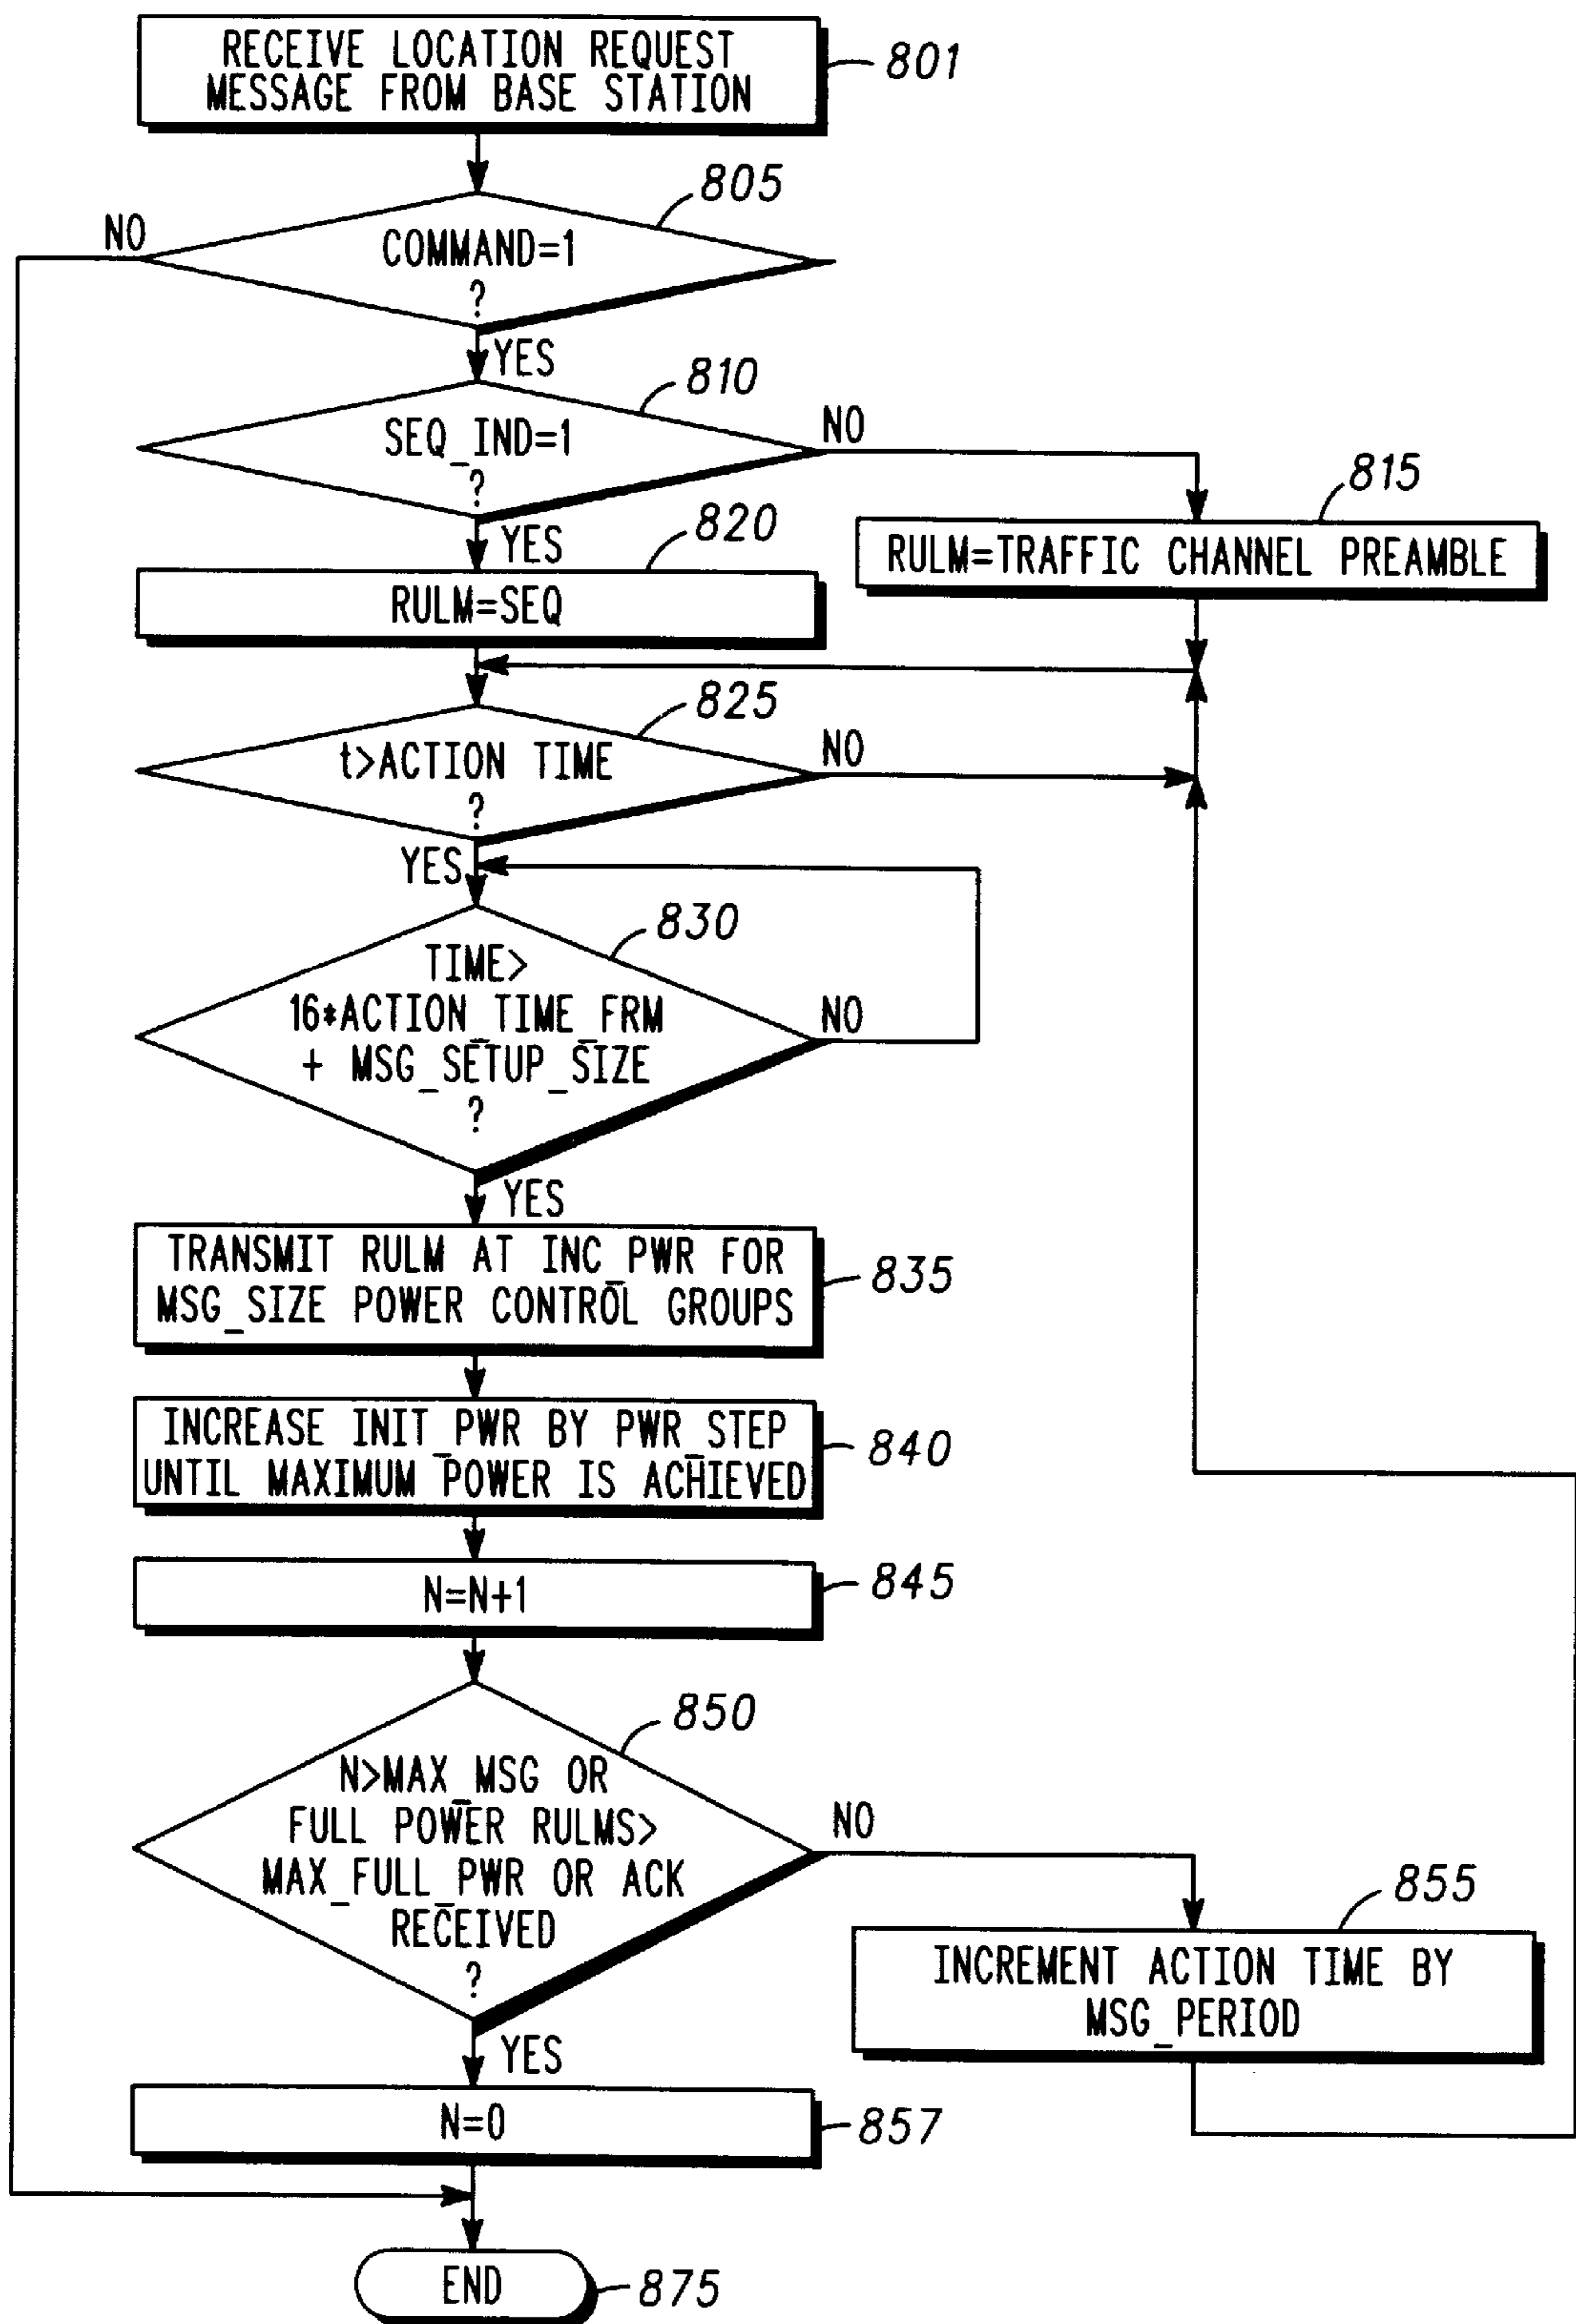 RECEIVE LOCATION REQUEST
MESSAGE FROM BASE STATION
801
805
NO
COMMAND=1
?
YES
810
SEQ_IND=1
?
NO
YES
820
815
RULM=SEQ
RULM=TRAFFIC CHANNEL PREAMBLE
825
t>ACTION TIME
?
NO
YES
830
TIME>
16*ACTION_TIME_FRM
+ MSG_SETUP_SIZE
?
NO
YES
TRANSMIT RULM AT INC_PWR FOR
MSG_SIZE POWER CONTROL GROUPS
835
INCREASE INIT_PWR BY PWR_STEP
UNTIL MAXIMUM POWER IS ACHIEVED
840
N=N+1
845
850
N>MAX_MSG OR
FULL POWER RULMS>
MAX_FULL_PWR OR ACK
RECEIVED
?
NO
855
INCREMENT ACTION TIME BY
MSG_PERIOD
YES
N=0
857
END
875